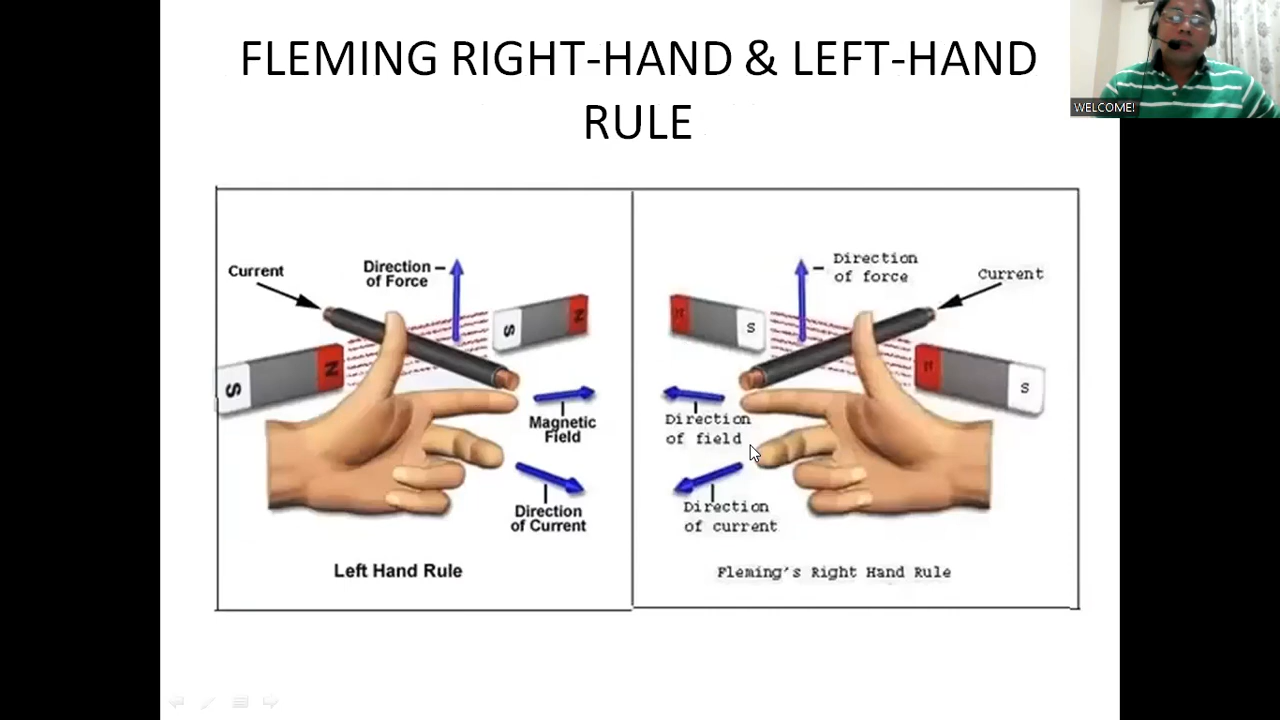 FLEMING RIGHT-HAND & LEFT-HAND
RULE
WELCOME!
Current
Direction
of Force
N
S
S
N
Magnetic
Field
Direction
of Current
Left Hand Rule
Direction
of force
Current
S
S
Direction
of field
Direction
of current
Fleming's Right Hand Rule